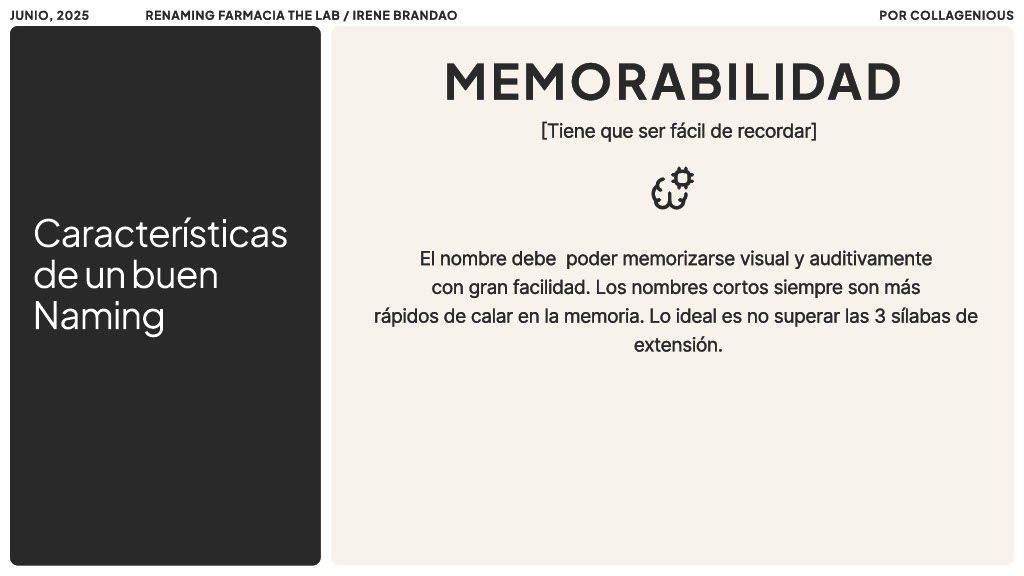 JUNIO, 2025
RENAMING FARMACIA THE LAB / IRENE BRANDAO
POR COLLAGENIOUS
Características
de un buen
Naming
MEMORABILIDAD
[Tiene que ser fácil de recordar]
El nombre debe  poder memorizarse visual y auditivamente
con gran facilidad. Los nombres cortos siempre son más
rápidos de calar en la memoria. Lo ideal es no superar las 3 sílabas de
extensión.